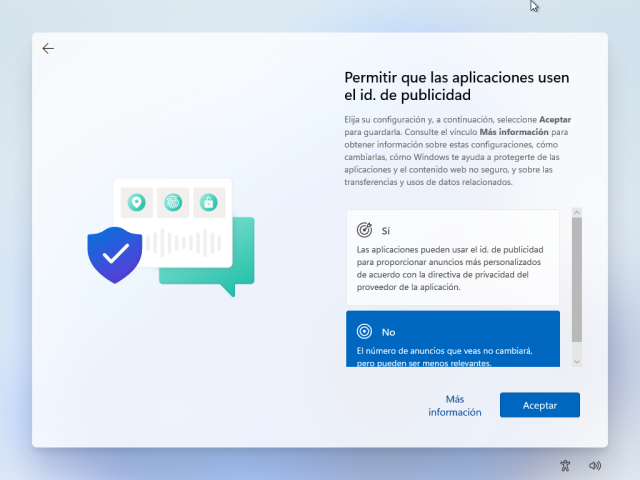 Permitir que las aplicaciones usen
el id. de publicidad
Elija su configuración y, a continuación, seleccione Aceptar
para guardarla. Consulte el vínculo Más información para
obtener información sobre estas configuraciones, cómo
cambiarlas, cómo Windows te ayuda a protegerte de las
aplicaciones y el contenido web no seguro, y sobre las
transferencias y usos de datos relacionados.
Sí
Las aplicaciones pueden usar el id. de publicidad
para proporcionar anuncios más personalizados
de acuerdo con la directiva de privacidad del
proveedor de la aplicación.
No
El número de anuncios que veas no cambiará,
pero pueden ser menos relevantes.
Más
información
Aceptar